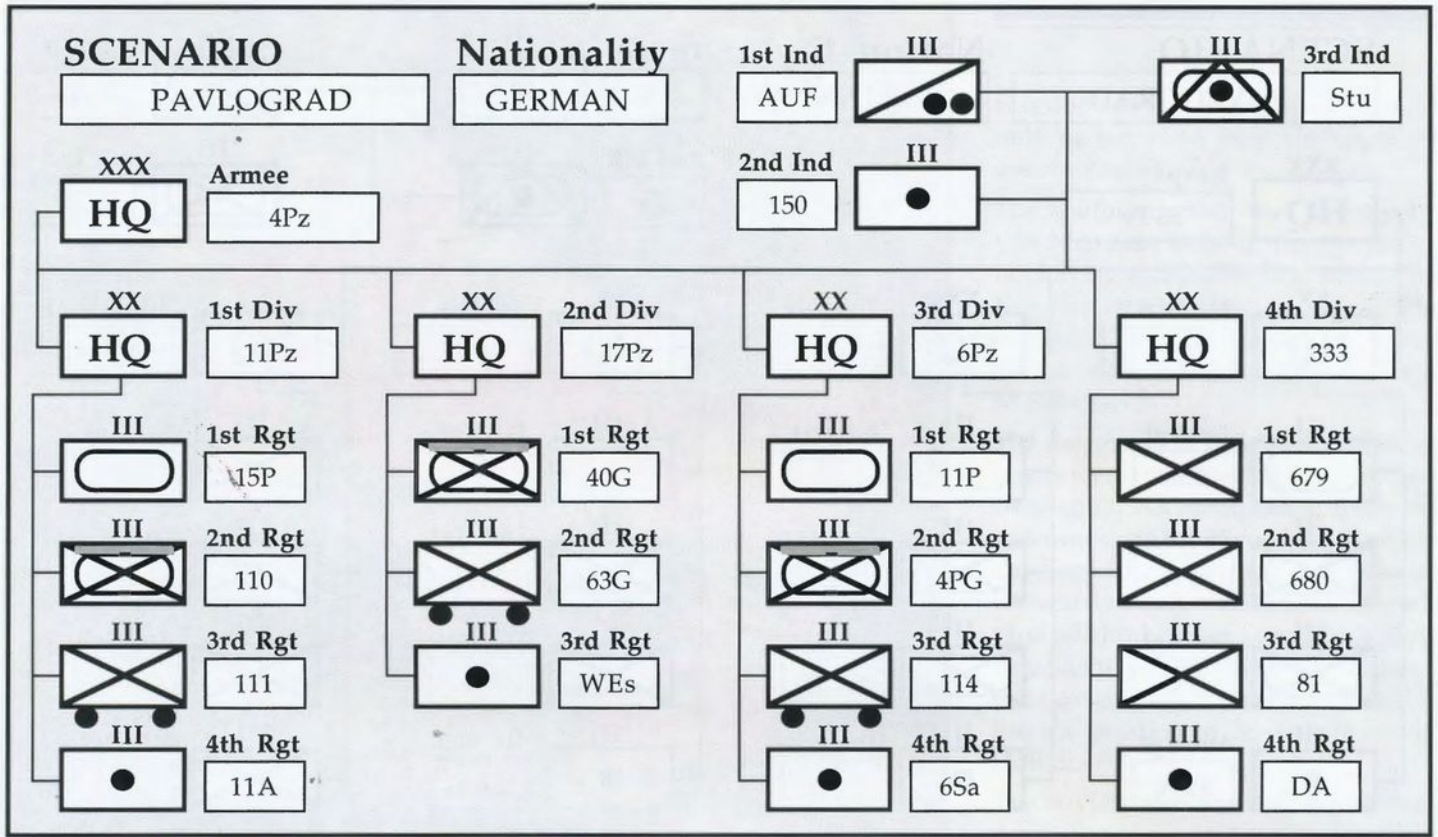 SCENARIO
PAVLOGRAD
Nationality
GERMAN
1st Ind
AUF
III
III
3rd Ind
Stu
2nd Ind
150
III
XXX
HQ
Armee
4Pz
XX
HQ
1st Div
11Pz
XX
HQ
2nd Div
17Pz
XX
HQ
3rd Div
6Pz
XX
HQ
4th Div
333
III
1st Rgt
15P
III
1st Rgt
40G
III
1st Rgt
11P
III
1st Rgt
679
III
2nd Rgt
110
III
2nd Rgt
63G
III
2nd Rgt
4PG
III
2nd Rgt
680
III
3rd Rgt
111
III
3rd Rgt
WEs
III
3rd Rgt
114
III
3rd Rgt
81
III
4th Rgt
11A
III
4th Rgt
6Sa
III
4th Rgt
DA